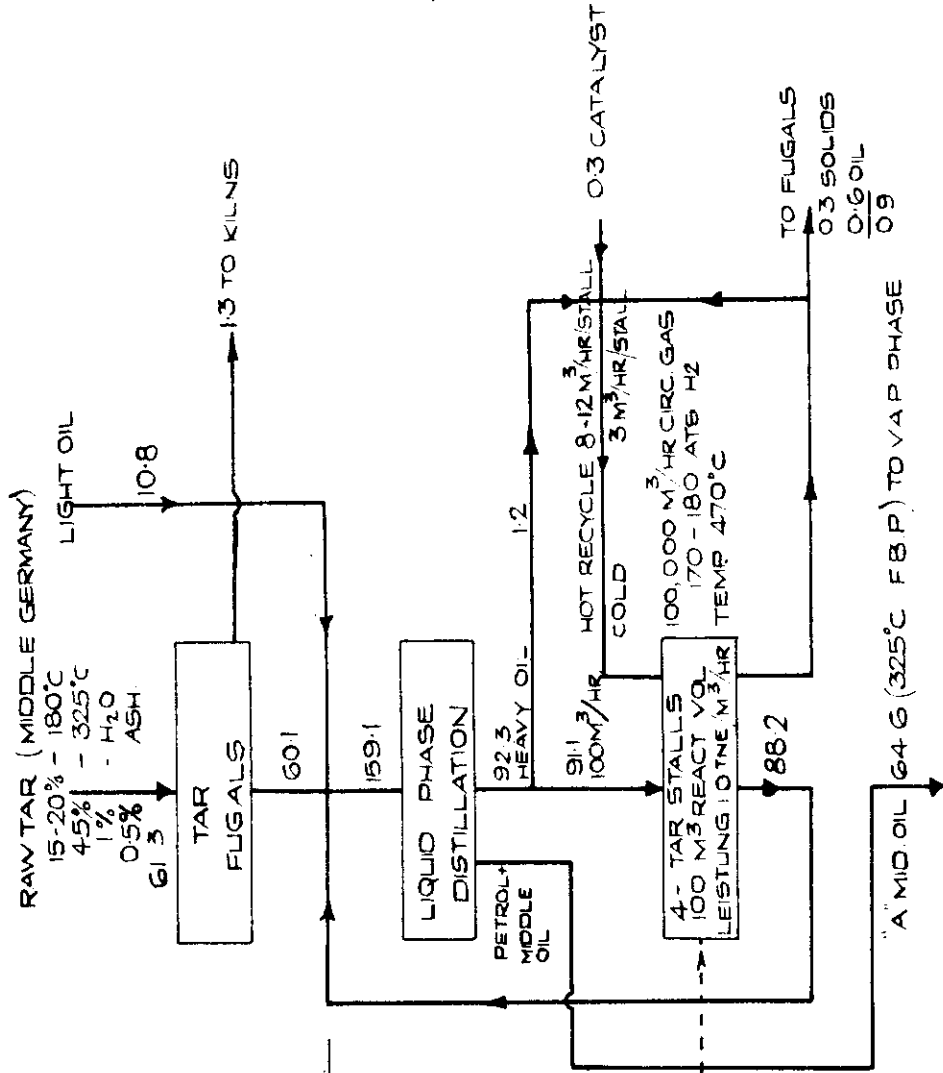 RAW TAR (MIDDLE GERMANY)
15-20% - 180°C
45% - 325°C
1% - H2O
0.5% ASH
61 3
LIGHT OIL
10·8
TAR
FUGALS
1·3 TO KILNS
60·1
159·1
LIQUID PHASE
DISTILLATION
PETROL+
MIDDLE
OIL
92·3
HEAVY OIL
1·2
91·1
100M³/HR
HOT RECYCLE 8-12 M³/HR/STALL
COLD 3 M³/HR/STALL
0·3 CATALYST
4 - TAR STALLS
100 M³ REACT VOL
LEISTUNG 1·0 TNE/M³/HR
100,000 M³/HR CIRC. GAS
170-180 ATS H2
TEMP 470°C
88·2
TO FUGALS
0 3 SOLIDS
0·6 OIL
0 9
"A" MID. OIL 64 6 (325°C F.B.P.) TO VAP PHASE